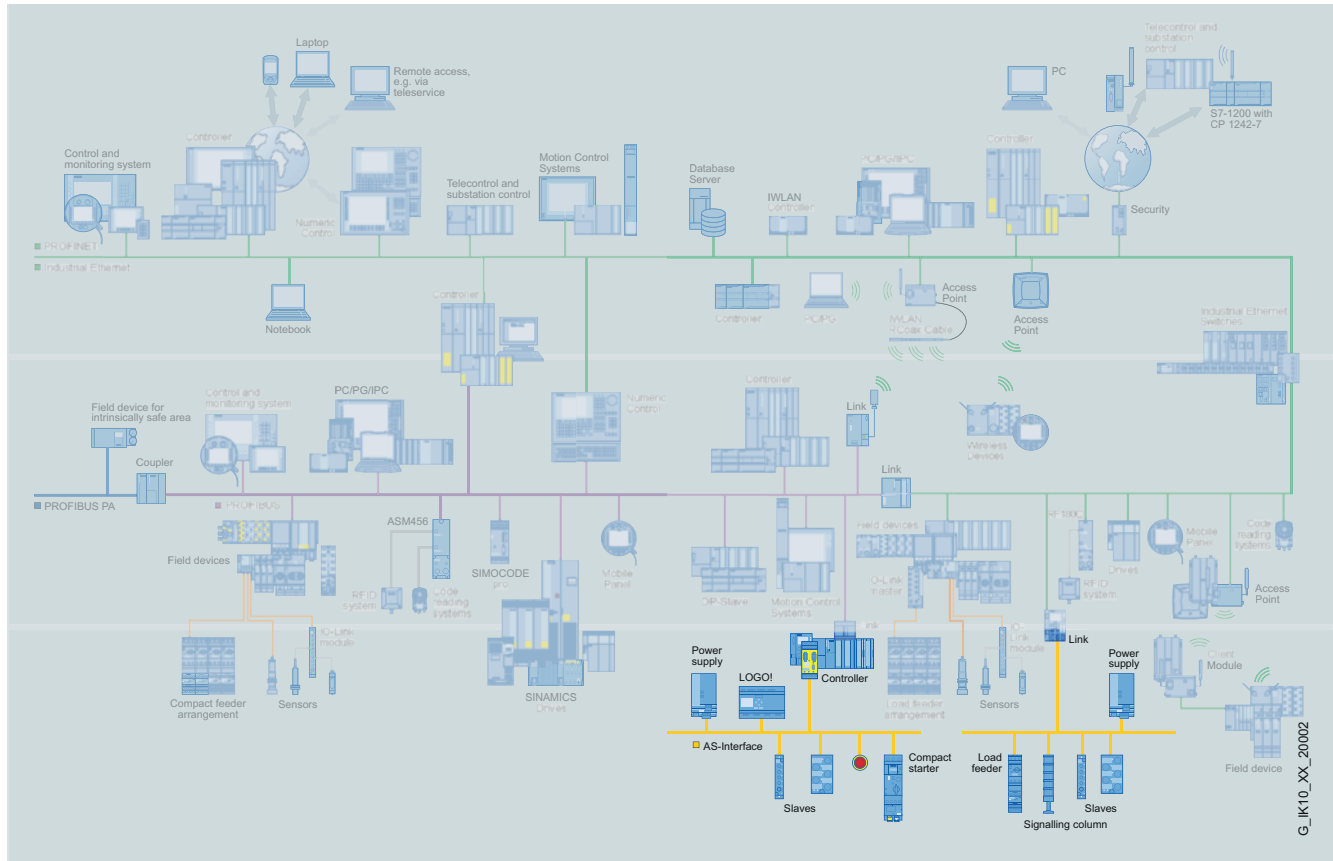 Laptop
Remote access,
e.g. via
teleservice
Controller
Control and
monitoring system
Numeric
Control
Telecontrol and
substation control
Motion Control
Systems
Database
Server
IWLAN
Controller
PC/PG/IPC
Controller
PC
Telecontrol and
substation
control
S7-1200 with
CP 1242-7
Security
PROFINET
Industrial Ethernet
Notebook
Controller
Controller
PC/PG
Access
Point
IWLAN
RCoax Cable
Access
Point
Industrial Ethernet
Switches
Field device for
intrinsically safe area
Coupler
Control and
monitoring system
PC/PG/IPC
Numeric
Control
Controller
Link
Wireless
Devices
Link
PROFIBUS PA
PROFIBUS
Field devices
ASM456
SIMOCODE
pro
Mobile
Panel
RFID
system
Code
reading
systems
DP-Slave
Motion Control
Systems
Field devices
IO-Link
master
RF180C
RFID
system
Drives
Mobile
Panel
Code
reading
systems
Access
Point
IO-Link
module
Compact feeder
arrangement
Sensors
SINAMICS
Drives
Link
Controller
Power
supply
LOGO!
Load feeder
arrangement
IO-
Link
module
Sensors
Link
Power
supply
Client
Module
Field device
AS-Interface
Slaves
Compact
starter
Load
feeder
Signalling column
Slaves
G_IK10_XX_20002